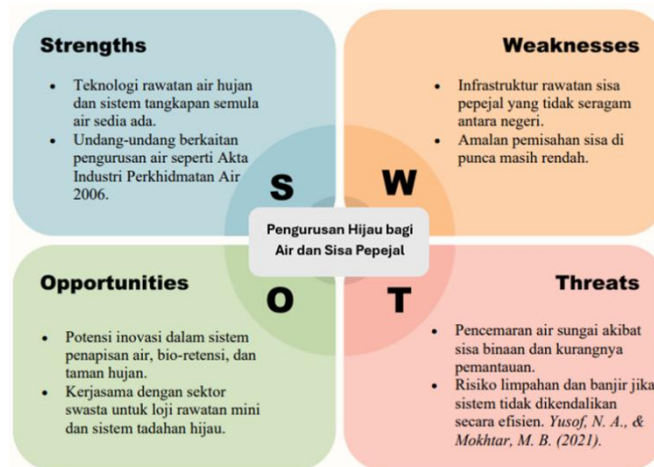 Strengths
• Teknologi rawatan air hujan
dan sistem tangkapan semula
air sedia ada.
• Undang-undang berkaitan
pengurusan air seperti Akta
Industri Perkhidmatan Air
2006.
S
Weaknesses
• Infrastruktur rawatan sisa
pepejal yang tidak seragam
antara negeri.
• Amalan pemisahan sisa di
punca masih rendah.
W
Pengurusan Hijau bagi
Air dan Sisa Pepejal
Opportunities
O
• Potensi inovasi dalam sistem
penapisan air, bio-retensi, dan
taman hujan.
• Kerjasama dengan sektor
swasta untuk loji rawatan mini
dan sistem tadahan hijau.
Threats
T
• Pencemaran air sungai akibat
sisa binaan dan kurangnya
pemantauan.
• Risiko limpahan dan banjir jika
sistem tidak dikendalikan
secara efisien. Yusof, N. A., &
Mokhtar, M. B. (2021).